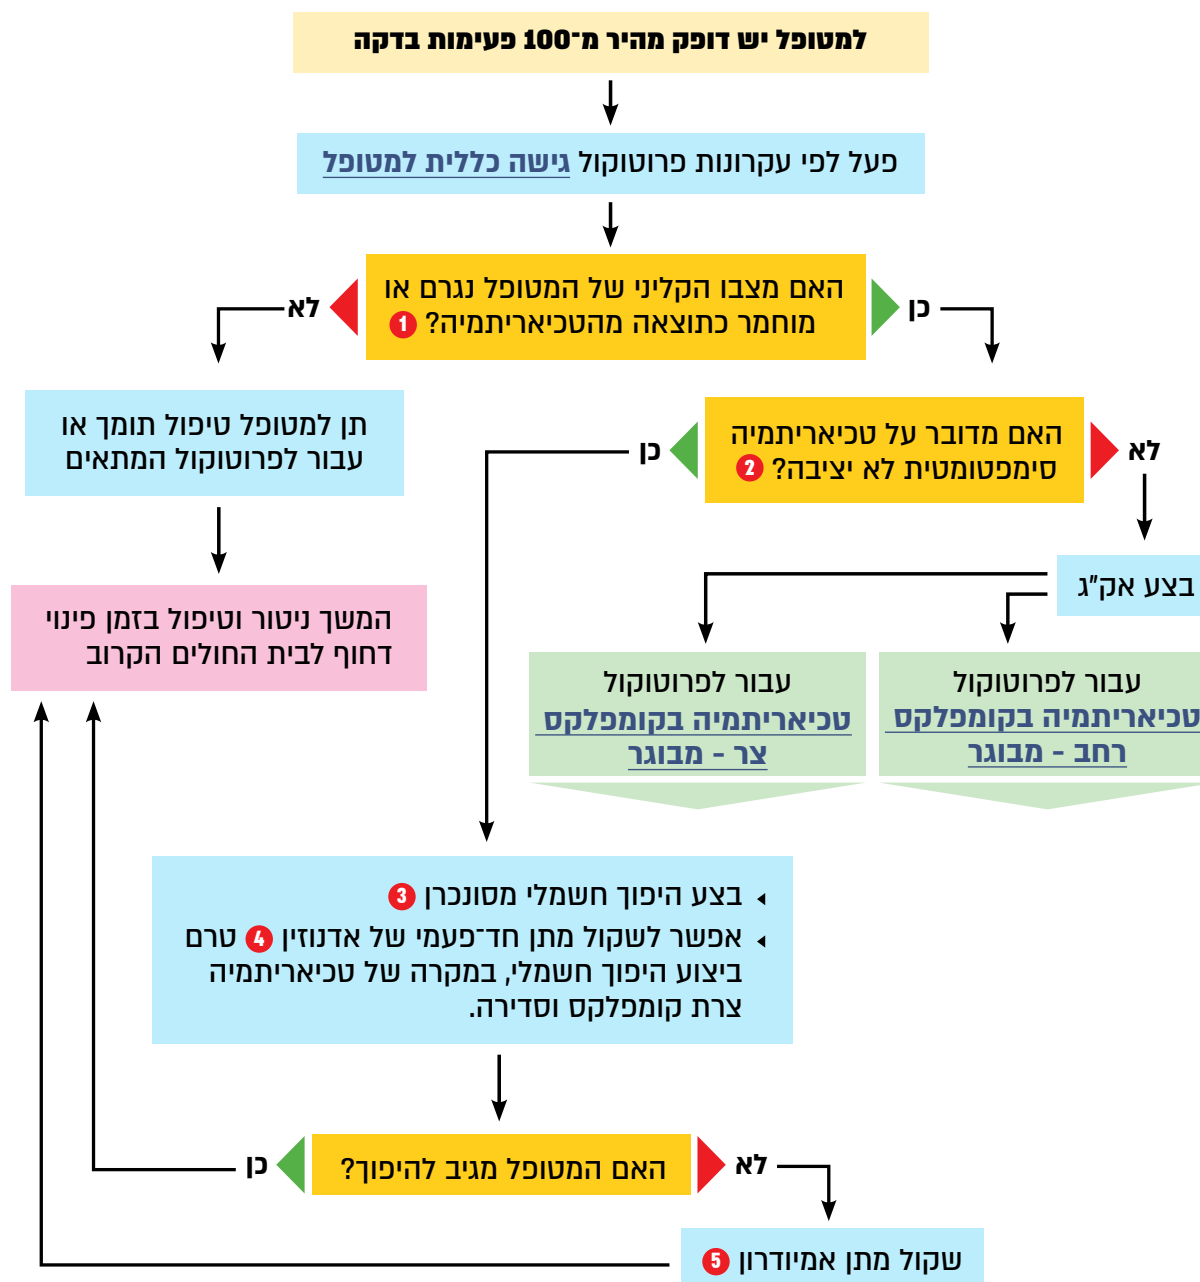 למטופל יש דופק מהיר מ־100 פעימות בדקה
פעל לפי עקרונות פרוטוקול גישה כללית למטופל
האם מצבו הקליני של המטופל נגרם או
מוחמר כתוצאה מהטכיאריתמיה? 1
כן
לא
האם מדובר על טכיאריתמיה
סימפטומטית לא יציבה? 2
לא
כן
תן למטופל טיפול תומך או
עבור לפרוטוקול המתאים
בצע אק"ג
המשך ניטור וטיפול בזמן פינוי
דחוף לבית החולים הקרוב
עבור לפרוטוקול
טכיאריתמיה בקומפלקס
רחב - מבוגר
עבור לפרוטוקול
טכיאריתמיה בקומפלקס
צר - מבוגר
בצע היפוך חשמלי מסונכרן 3
אפשר לשקול מתן חד־פעמי של אדנוזין 4 טרם
ביצוע היפוך חשמלי, במקרה של טכיאריתמיה
צרת קומפלקס וסדירה.
האם המטופל מגיב להיפוך?
לא
כן
שקול מתן אמיודרון 5